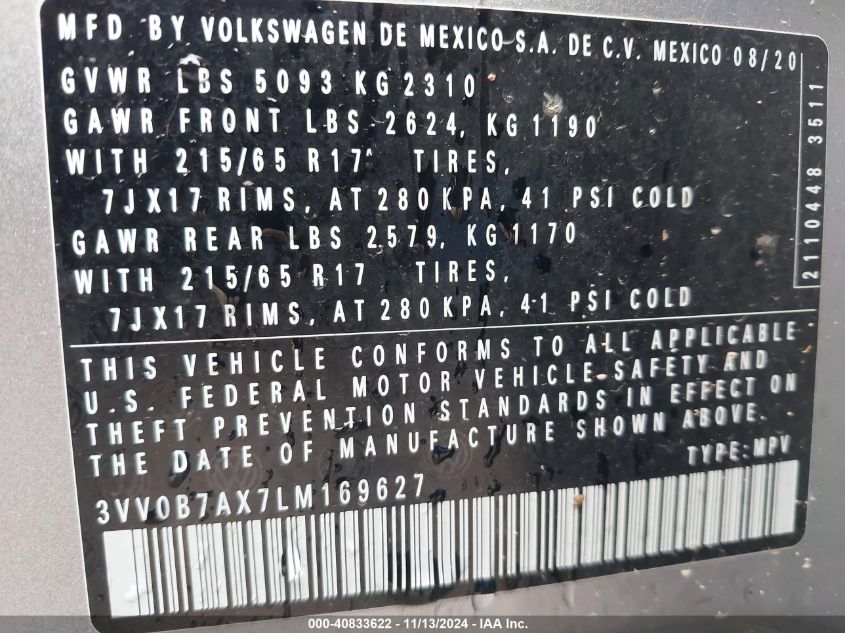 MFD BY VOLKSWAGEN DE MEXICO S.A. DE C.V. MEXICO 08/20
GVWR LBS 5093 KG 2310
GAWR FRONT LBS 2624, KG 1190
WITH 215/65 R17 TIRES,
7JX17 RIMS, AT 280 KPA, 41 PSI COLD
GAWR REAR LBS 2579, KG 1170
WITH 215/65 R17 TIRES,
7JX17 RIMS, AT 280 KPA, 41 PSI COLD
2110448 3511
THIS VEHICLE CONFORMS TO ALL APPLICABLE
U.S. FEDERAL MOTOR VEHICLE SAFETY AND
THEFT PREVENTION STANDARDS IN EFFECT ON
THE DATE OF MANUFACTURE SHOWN ABOVE.
TYPE: MPV
3VV0B7AX7LM169627
000-40833622 - 11/13/2024 - IAA Inc.